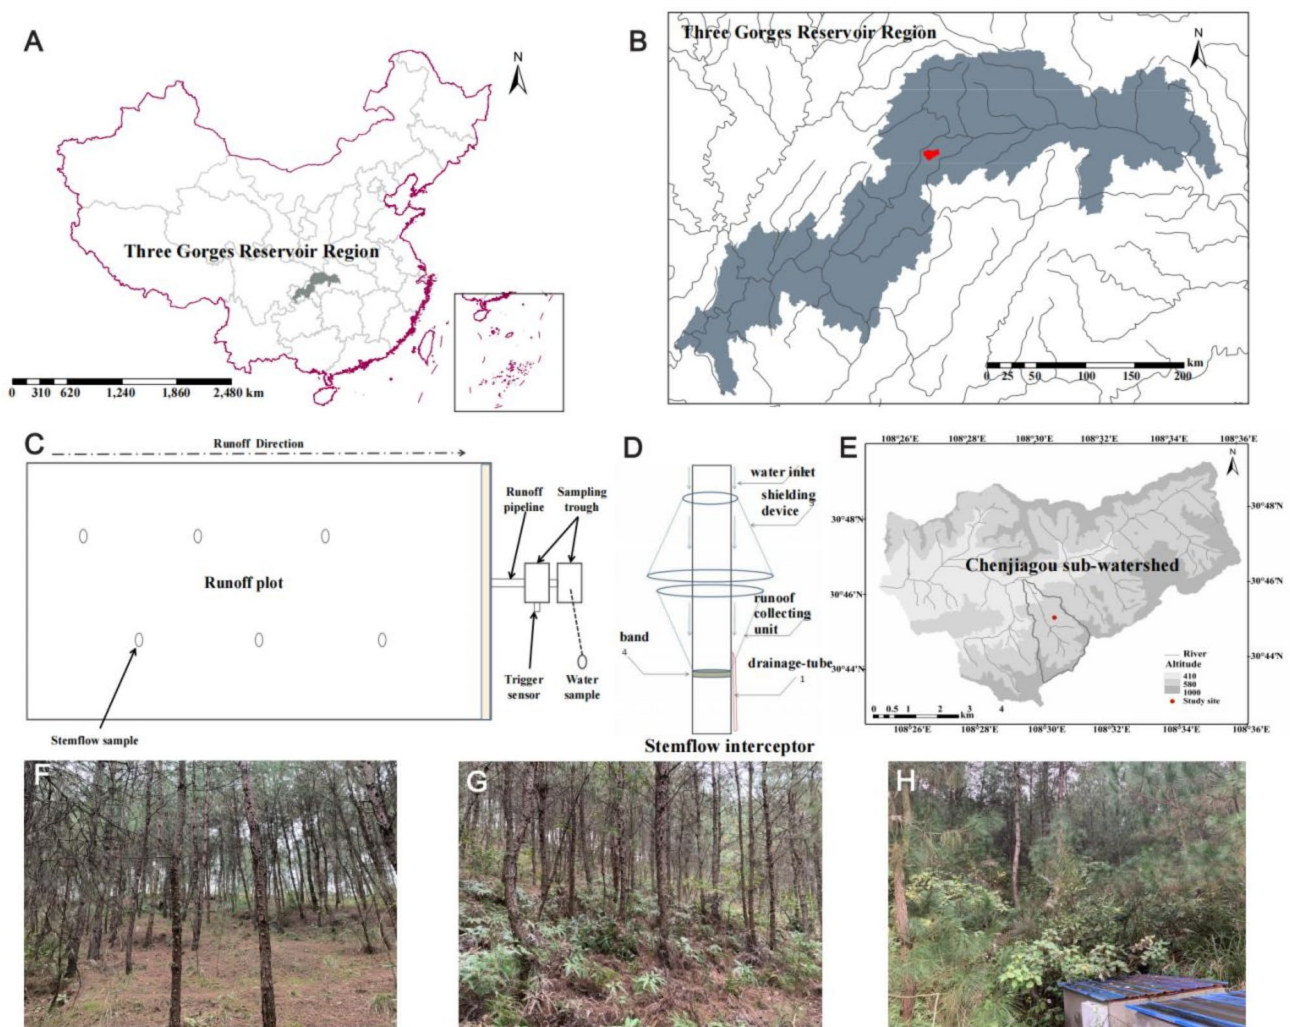 A
N
Three Gorges Reservoir Region
0 310 620 1,240 1,860 2,480 km
B
Three Gorges Reservoir Region
N
km
0 25 50 100 150 200
C
Runoff Direction
Runoff
pipeline
Sampling
trough
Runoff plot
Trigger
sensor
Water
sample
Stemflow sample
D
water inlet
shielding
device
runoof
collecting
unit
band
4
drainage-tube
1
Stemflow interceptor
E
108°26'E 108°28'E 108°30'E 108°32'E 108°34'E 108°36'E
N
30°48'N 30°48'N
Chenjiagou sub-watershed
30°46'N 30°46'N
30°44'N 30°44'N
River
Altitude
410
580
1000
Study site
0 0.5 1 2 3 4
km
108°26'E 108°28'E 108°30'E 108°32'E 108°34'E 108°36'E
F
G
H